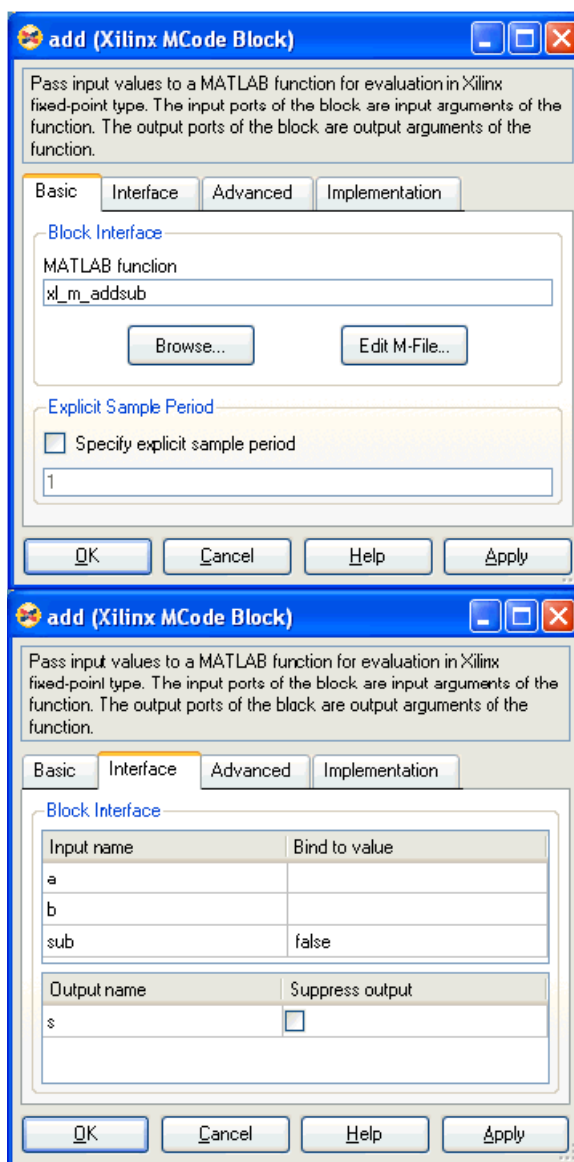 add (Xilinx MCode Block)
Pass input values to a MATLAB function for evaluation in Xilinx
fixed-point type. The input ports of the block are input arguments of the
function. The output ports of the block are output arguments of the
function.
Basic Interface Advanced Implementation
Block Interface
MATLAB function
xl_m_addsub
Browse... Edit M-File...
Explicit Sample Period
Specify explicit sample period
1
OK Cancel Help Apply
add (Xilinx MCode Block)
Pass input values to a MATLAB function for evaluation in Xilinx
fixed-point type. The input ports of the block are input arguments of the
function. The output ports of the block are output arguments of the
function.
Basic Interface Advanced Implementation
Block Interface
Input name Bind to value
a
b
sub false
Output name Suppress output
s
OK Cancel Help Apply